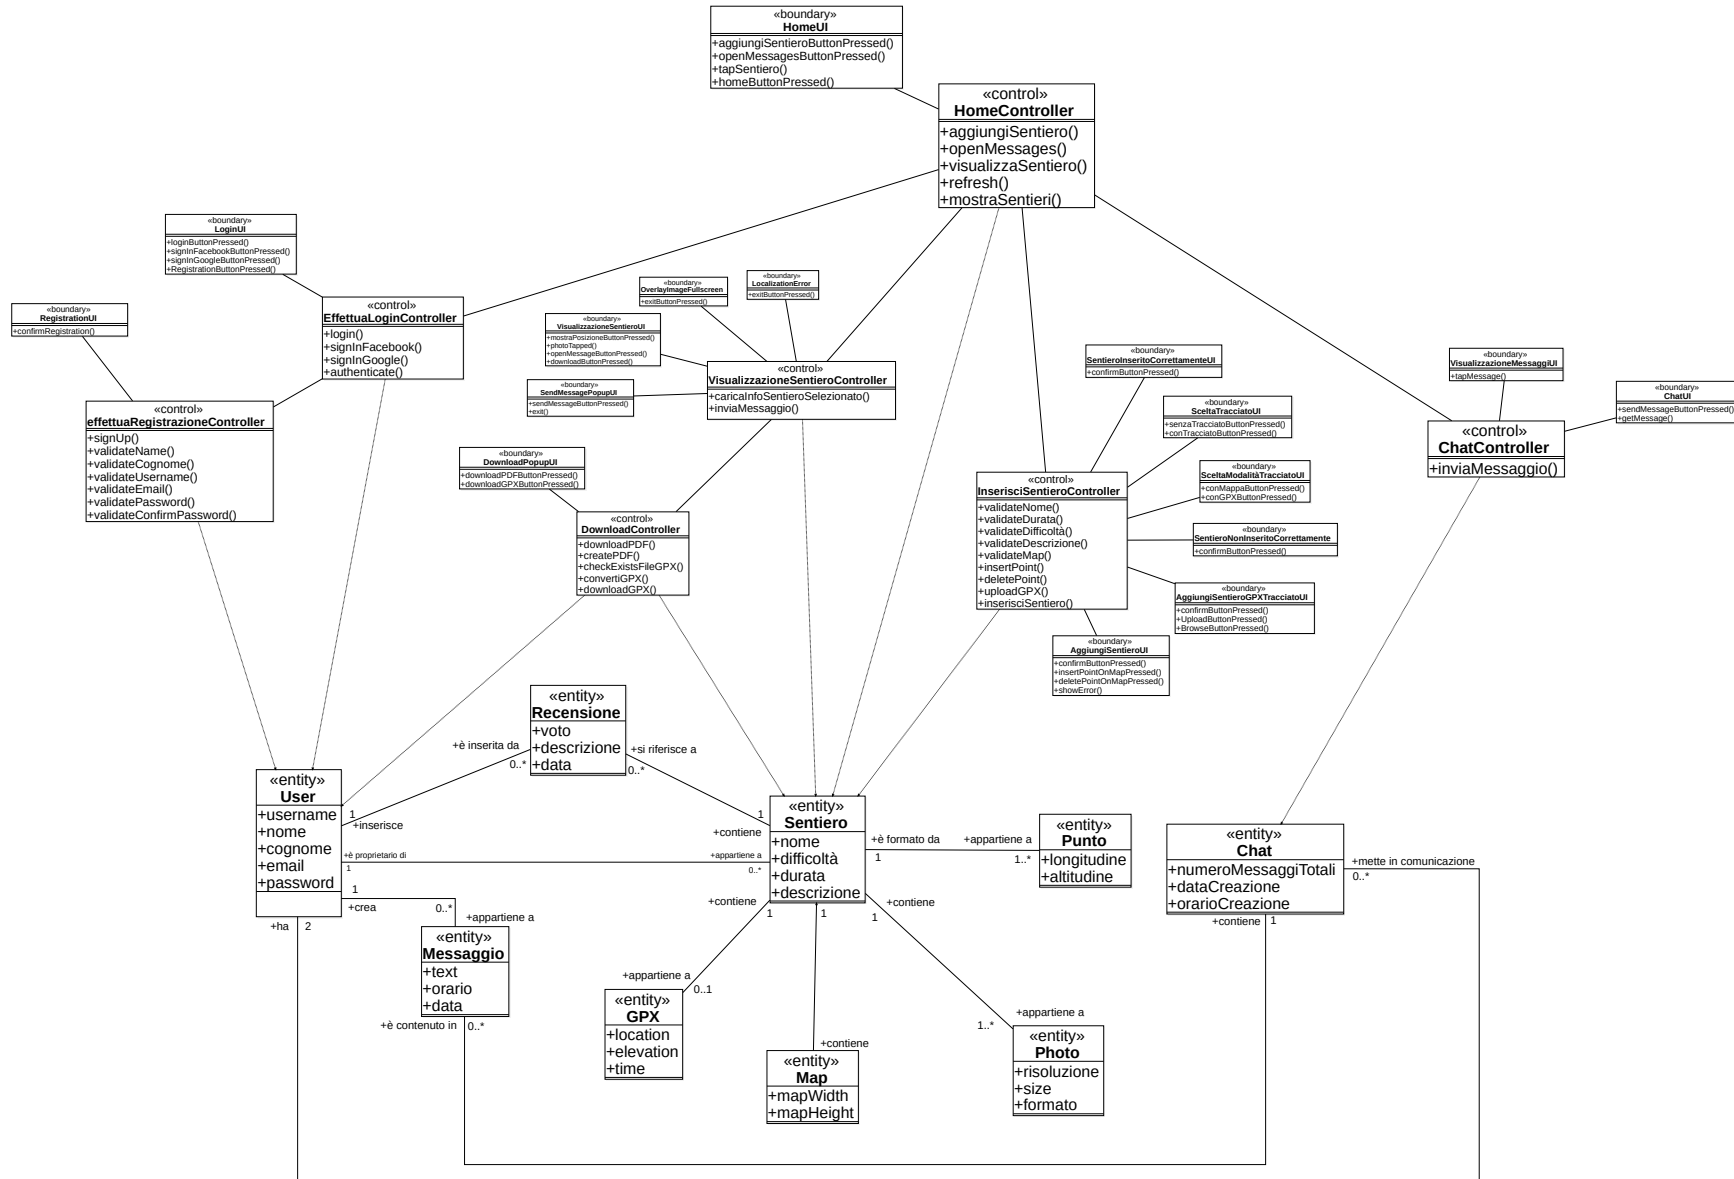 «boundary»
HomeUI
+aggiungiSentieroButtonPressed()
+openMessagesButtonPressed()
+tapSentiero()
+homeButtonPressed()
«control»
HomeController
+aggiungiSentiero()
+openMessages()
+visualizzaSentiero()
+refresh()
+mostraSentieri()
«boundary»
LoginUI
+loginButtonPressed()
+signInFacebookButtonPressed()
+signInGoogleButtonPressed()
+RegistrationButtonPressed()
«boundary»
RegistrationUI
+confirmRegistration()
«control»
EffettuaLoginController
+login()
+signInFacebook()
+signInGoogle()
+authenticate()
«control»
effettuaRegistrazioneController
+signUp()
+validateName()
+validateCognome()
+validateUsername()
+validateEmail()
+validatePassword()
+validateConfirmPassword()
«boundary»
OverlayImageFullscreen
+exitButtonPressed()
«boundary»
LocalizationError
+exitButtonPressed()
«boundary»
VisualizzazioneSentieroUI
+mostraPosizioneButtonPressed()
+photoTapped()
+openMessageButtonPressed()
+downloadButtonPressed()
«boundary»
SendMessagePopupUI
+sendMessageButtonPressed()
+exit()
«control»
VisualizzazioneSentieroController
+caricaInfoSentieroSelezionato()
+inviaMessaggio()
«boundary»
DownloadPopupUI
+downloadPDFButtonPressed()
+downloadGPXButtonPressed()
«control»
DownloadController
+downloadPDF()
+createPDF()
+checkExistsFileGPX()
+convertiGPX()
+downloadGPX()
«boundary»
SentieroInseritoCorrettamenteUI
+confirmButtonPressed()
«boundary»
SceltaTracciatoUI
+senzaTracciatoButtonPressed()
+conTracciatoButtonPressed()
«boundary»
SceltaModalitàTracciatoUI
+conMappaButtonPressed()
+conGPXButtonPressed()
«boundary»
SentieroNonInseritoCorrettamente
+confirmButtonPressed()
«boundary»
AggiungiSentieroGPXTracciatoUI
+confirmButtonPressed()
+UploadButtonPressed()
+BrowseButtonPressed()
«boundary»
AggiungiSentieroUI
+confirmButtonPressed()
+insertPointOnMapPressed()
+deletePointOnMapPressed()
+showError()
«control»
InserisciSentieroController
+validateNome()
+validateDurata()
+validateDifficoltà()
+validateDescrizione()
+validateMap()
+insertPoint()
+deletePoint()
+uploadGPX()
+inserisciSentiero()
«boundary»
VisualizzazioneMessaggiUI
+tapMessage()
«boundary»
ChatUI
+sendMessageButtonPressed()
+getMessage()
«control»
ChatController
+inviaMessaggio()
«entity»
Recensione
+voto
+descrizione
+data
+è inserita da
0..*
+si riferisce a
0..*
«entity»
User
+username
+nome
+cognome
+email
+password
1
+inserisce
+è proprietario di
1
1
+crea
0..*
+appartiene a
+ha
2
«entity»
Messaggio
+text
+orario
+data
+è contenuto in
0..*
«entity»
Sentiero
+nome
+difficoltà
+durata
+descrizione
1
+contiene
+appartiene a
0..*
+è formato da
1
+appartiene a
1..*
«entity»
Punto
+longitudine
+altitudine
+contiene
1
1
+contiene
1
+appartiene a
0..1
«entity»
GPX
+location
+elevation
+time
+contiene
«entity»
Map
+mapWidth
+mapHeight
+appartiene a
1..*
«entity»
Photo
+risoluzione
+size
+formato
«entity»
Chat
+numeroMessaggiTotali
+dataCreazione
+orarioCreazione
+mette in comunicazione
0..*
+contiene
1